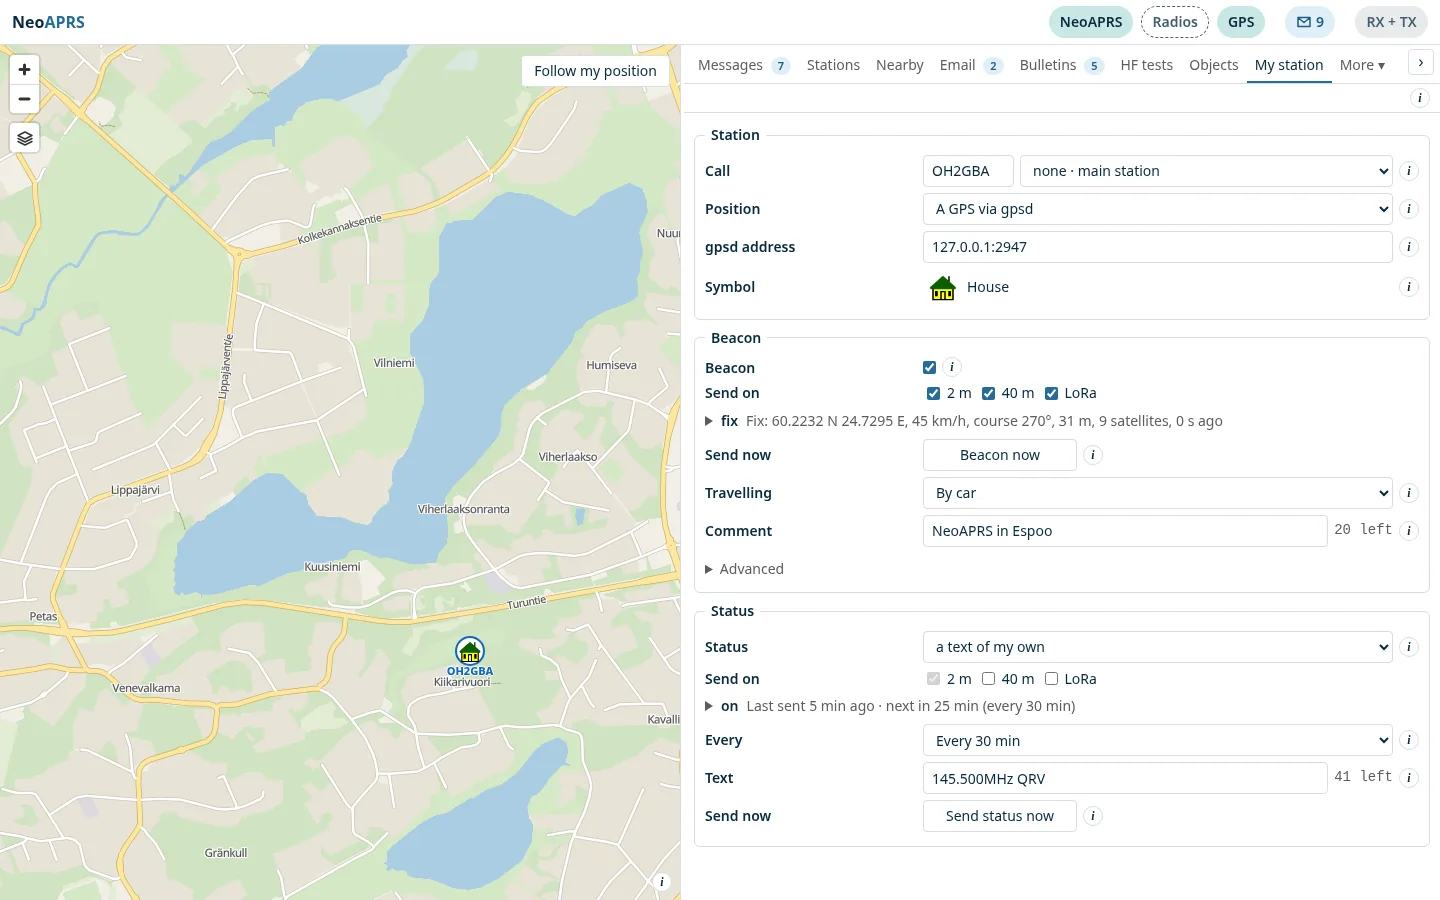 NeoAPRS
NeoAPRS Radios GPS 9 RX + TX
Follow my position
Messages 7 Stations Nearby Email 2 Bulletins 5 HF tests Objects My station More ▾ ›
i
+
−
Station
Call OH2GBA none · main station i
Position A GPS via gpsd i
gpsd address 127.0.0.1:2947 i
Symbol House i
Beacon
Beacon i
Send on 2 m 40 m LoRa
▶ fix Fix: 60.2232 N 24.7295 E, 45 km/h, course 270°, 31 m, 9 satellites, 0 s ago
Send now Beacon now i
Travelling By car i
Comment NeoAPRS in Espoo 20 left i
▶ Advanced
Status
Status a text of my own i
Send on 2 m 40 m LoRa
▶ on Last sent 5 min ago · next in 25 min (every 30 min)
Every Every 30 min i
Text 145.500MHz QRV 41 left i
Send now Send status now i
Kolkekannaksentie
Nuur
Lippajärventie
Vilniemi
Humiseva
Viherlaakso
Lippajärvi
Viherlaaksonranta
Kuusiniemi
Turuntie
Petas
OH2GBA
Kiikarivuori
Venevalkama
Kavalli
Gränkull
i